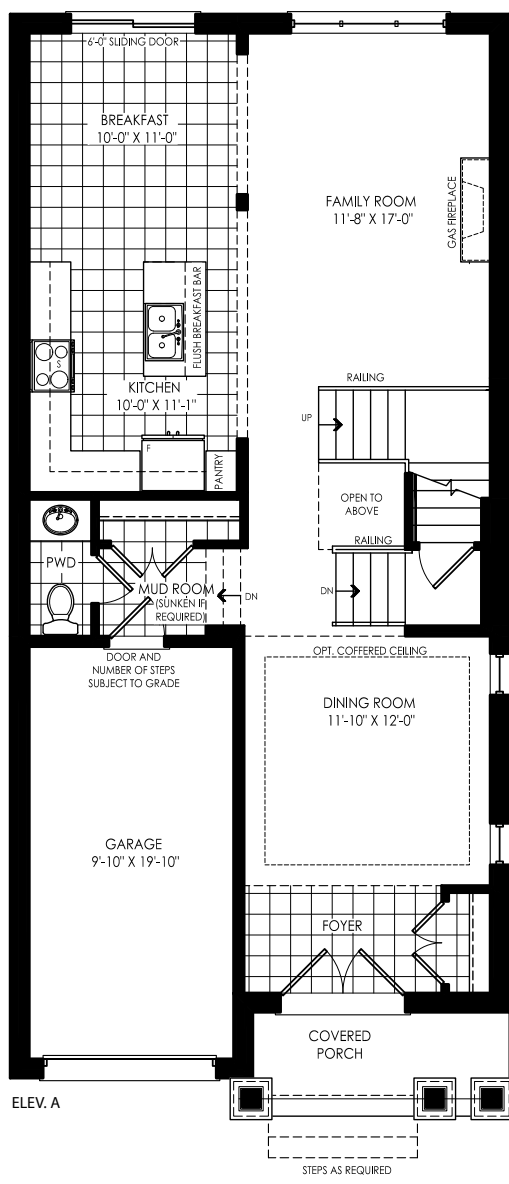 6'-0" SLIDING DOOR
BREAKFAST
10'-0" X 11'-0"
FAMILY ROOM
11'-8" X 17'-0"
GAS FIREPLACE
FLUSH BREAKFAST BAR
S
KITCHEN
10'-0" X 11'-1"
RAILING
UP
F
PANTRY
OPEN TO
ABOVE
RAILING
PWD
MUD ROOM
(SUNKEN IF
REQUIRED)
DN
DN
DOOR AND
NUMBER OF STEPS
SUBJECT TO GRADE
OPT. COFFERED CEILING
DINING ROOM
11'-10" X 12'-0"
GARAGE
9'-10" X 19'-10"
FOYER
COVERED
PORCH
ELEV. A
STEPS AS REQUIRED